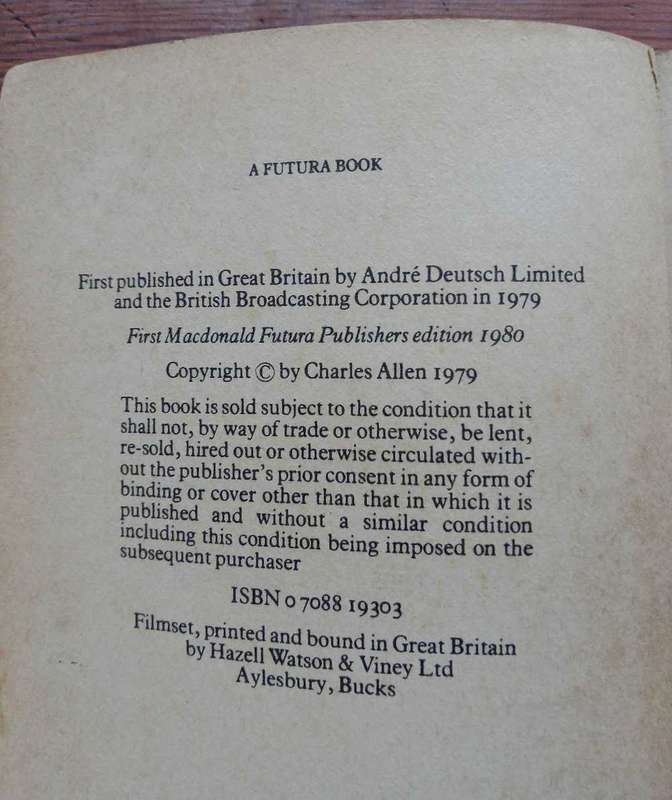 A FUTURA BOOK
First published in Great Britain by André Deutsch Limited
and the British Broadcasting Corporation in 1979
First Macdonald Futura Publishers edition 1980
Copyright © by Charles Allen 1979
This book is sold subject to the condition that it
shall not, by way of trade or otherwise, be lent,
re-sold, hired out or otherwise circulated with-
out the publisher's prior consent in any form of
binding or cover other than that in which it is
published and without a similar condition
including this condition being imposed on the
subsequent purchaser
ISBN 0 7088 19303
Filmset, printed and bound in Great Britain
by Hazell Watson & Viney Ltd
Aylesbury, Bucks